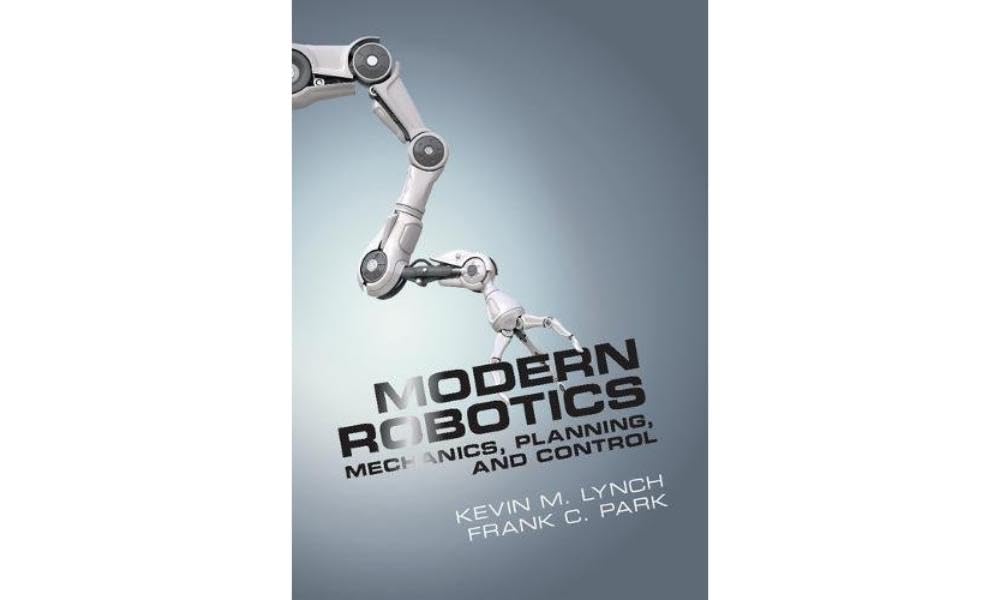 MODERN
ROBOTICS
MECHANICS, PLANNING,
AND CONTROL
KEVIN M. LYNCH
FRANK C. PARK